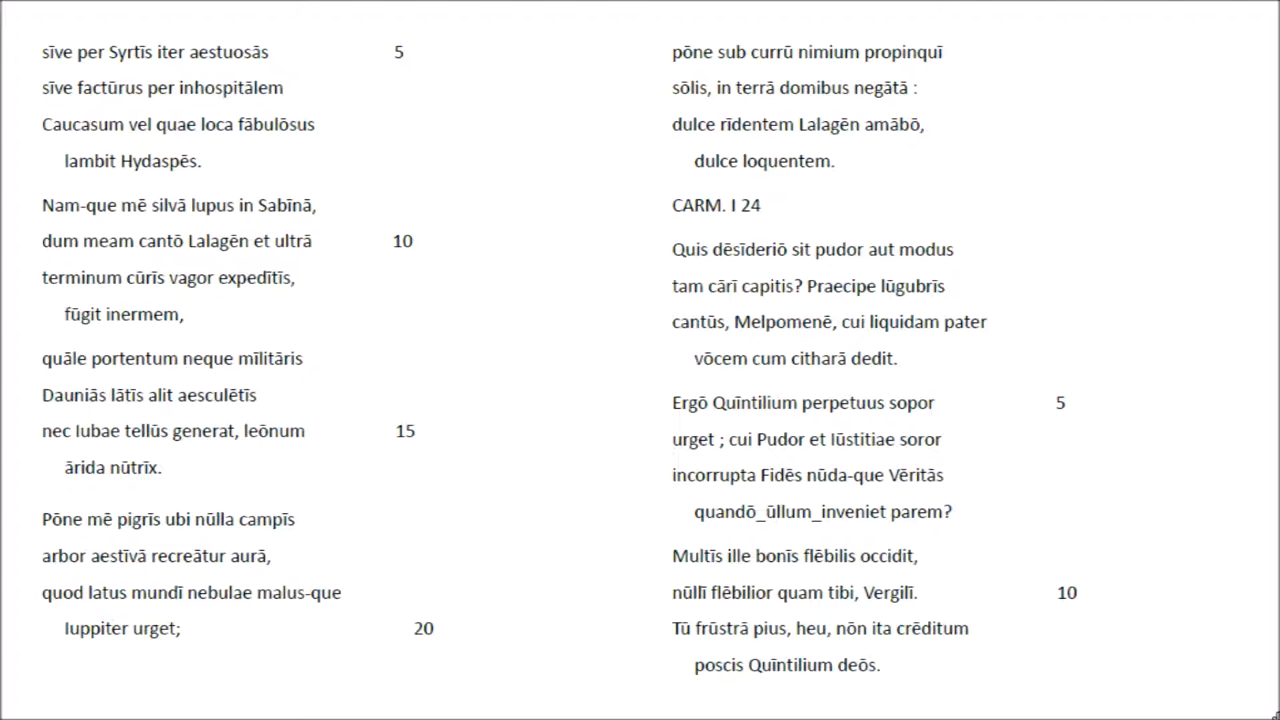 sīve per Syrtīs iter aestuosās 5
sīve factūrus per inhospitālem
Caucasum vel quae loca fābulōsus
lambit Hydaspēs.
Nam-que mē silvā lupus in Sabīnā,
dum meam cantō Lalagēn et ultrā 10
terminum cūrīs vagor expedītīs,
fūgit inermem,
quāle portentum neque mīlitāris
Dauniās lātīs alit aesculētīs
nec Iubae tellūs generat, leōnum 15
ārida nūtrīx.
Pōne mē pigrīs ubi nūlla campīs
arbor aestīvā recreātur aurā,
quod latus mundī nebulae malus-que
Iuppiter urget; 20
pōne sub currū nimium propinquī
sōlis, in terrā domibus negātā :
dulce rīdentem Lalagēn amābō,
dulce loquentem.
CARM. I 24
Quis dēsīderiō sit pudor aut modus
tam cārī capitis? Praecipe lūgubrīs
cantūs, Melpomenē, cui liquidam pater
vōcem cum citharā dedit.
Ergō Quīntilium perpetuus sopor 5
urget ; cui Pudor et Iūstitiae soror
incorrupta Fidēs nūda-que Vēritās
quandō_ūllum_inveniet parem?
Multīs ille bonīs flēbilis occidit,
nūllī flēbilior quam tibi, Vergilī. 10
Tū frūstrā pius, heu, nōn ita crēditum
poscis Quīntilium deōs.